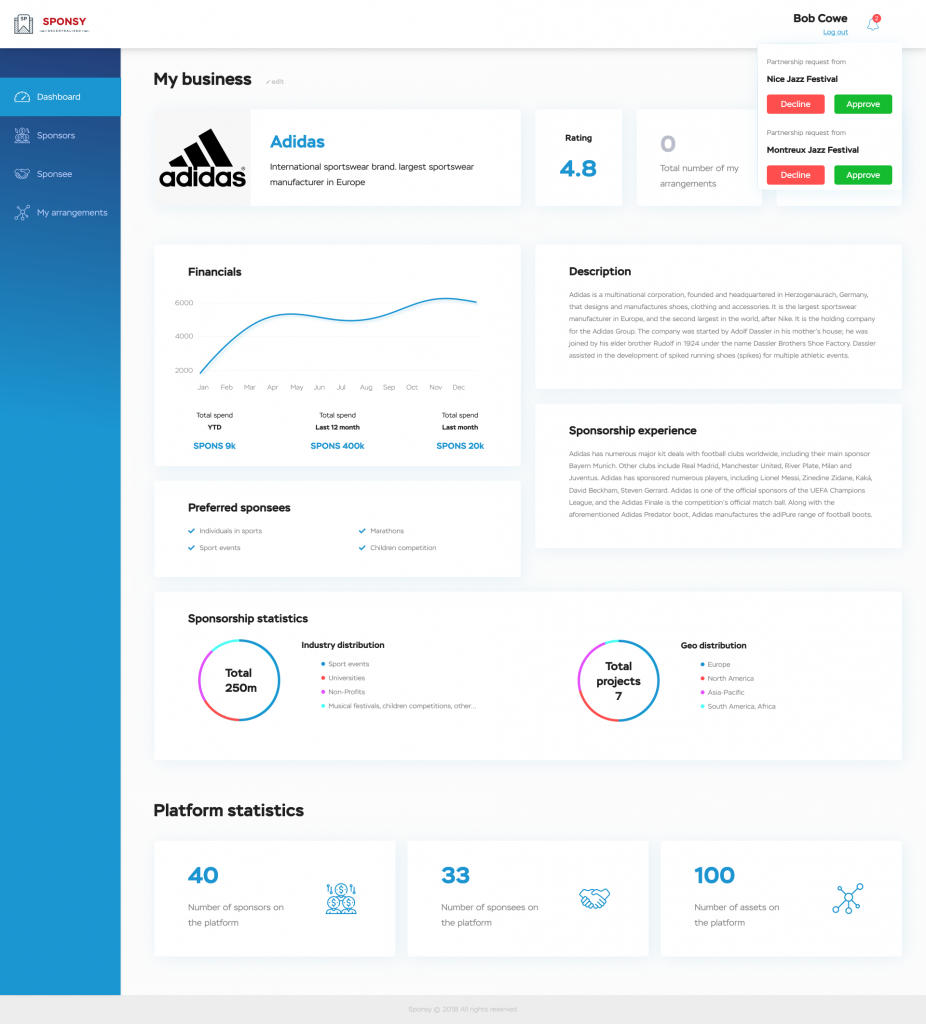 SP
SPONSY
DECENTRALIZED
Bob Cowe
Log out
2
Partnership request from
Nice Jazz Festival
Decline
Approve
Partnership request from
Montreux Jazz Festival
Decline
Approve
Dashboard
Sponsors
Sponsee
My arrangements
My business
edit
adidas
Adidas
International sportswear brand. largest sportswear
manufacturer in Europe
Rating
4.8
0
Total number of my
arrangements
Financials
6000
4000
2000
Jan Feb Mar Apr May Jun Jul Aug Sep Oct Nov Dec
Total spend
YTD
SPONS 9k
Total spend
Last 12 month
SPONS 400k
Total spend
Last month
SPONS 20k
Description
Adidas is a multinational corporation, founded and headquartered in Herzogenaurach, Germany,
that designs and manufactures shoes, clothing and accessories. It is the largest sportswear
manufacturer in Europe, and the second largest in the world, after Nike. It is the holding company
for the Adidas Group. The company was started by Adolf Dassler in his mother's house; he was
joined by his elder brother Rudolf in 1924 under the name Dassler Brothers Shoe Factory. Dassler
assisted in the development of spiked running shoes (spikes) for multiple athletic events.
Sponsorship experience
Adidas has numerous major kit deals with football clubs worldwide, including their main sponsor
Bayern Munich. Other clubs include Real Madrid, Manchester United, River Plate, Milan and
Juventus. Adidas has sponsored numerous players, including Lionel Messi, Zinedine Zidane, Kaká,
David Beckham, Steven Gerrard. Adidas is one of the official sponsors of the UEFA Champions
League, and the Adidas Finale is the competition's official match ball. Along with the
aforementioned Adidas Predator boot, Adidas manufactures the adiPure range of football boots.
Preferred sponsees
Individuals in sports
Marathons
Sport events
Children competition
Sponsorship statistics
Total
250m
Industry distribution
Sport events
Universities
Non-Profits
Musical festivals, children competitions, other...
Total
projects
7
Geo distribution
Europe
North America
Asia-Pacific
South America, Africa
Platform statistics
40
Number of sponsors on
the platform
33
Number of sponsees on
the platform
100
Number of assets on
the platform
Sponsy © 2018 All rights reserved